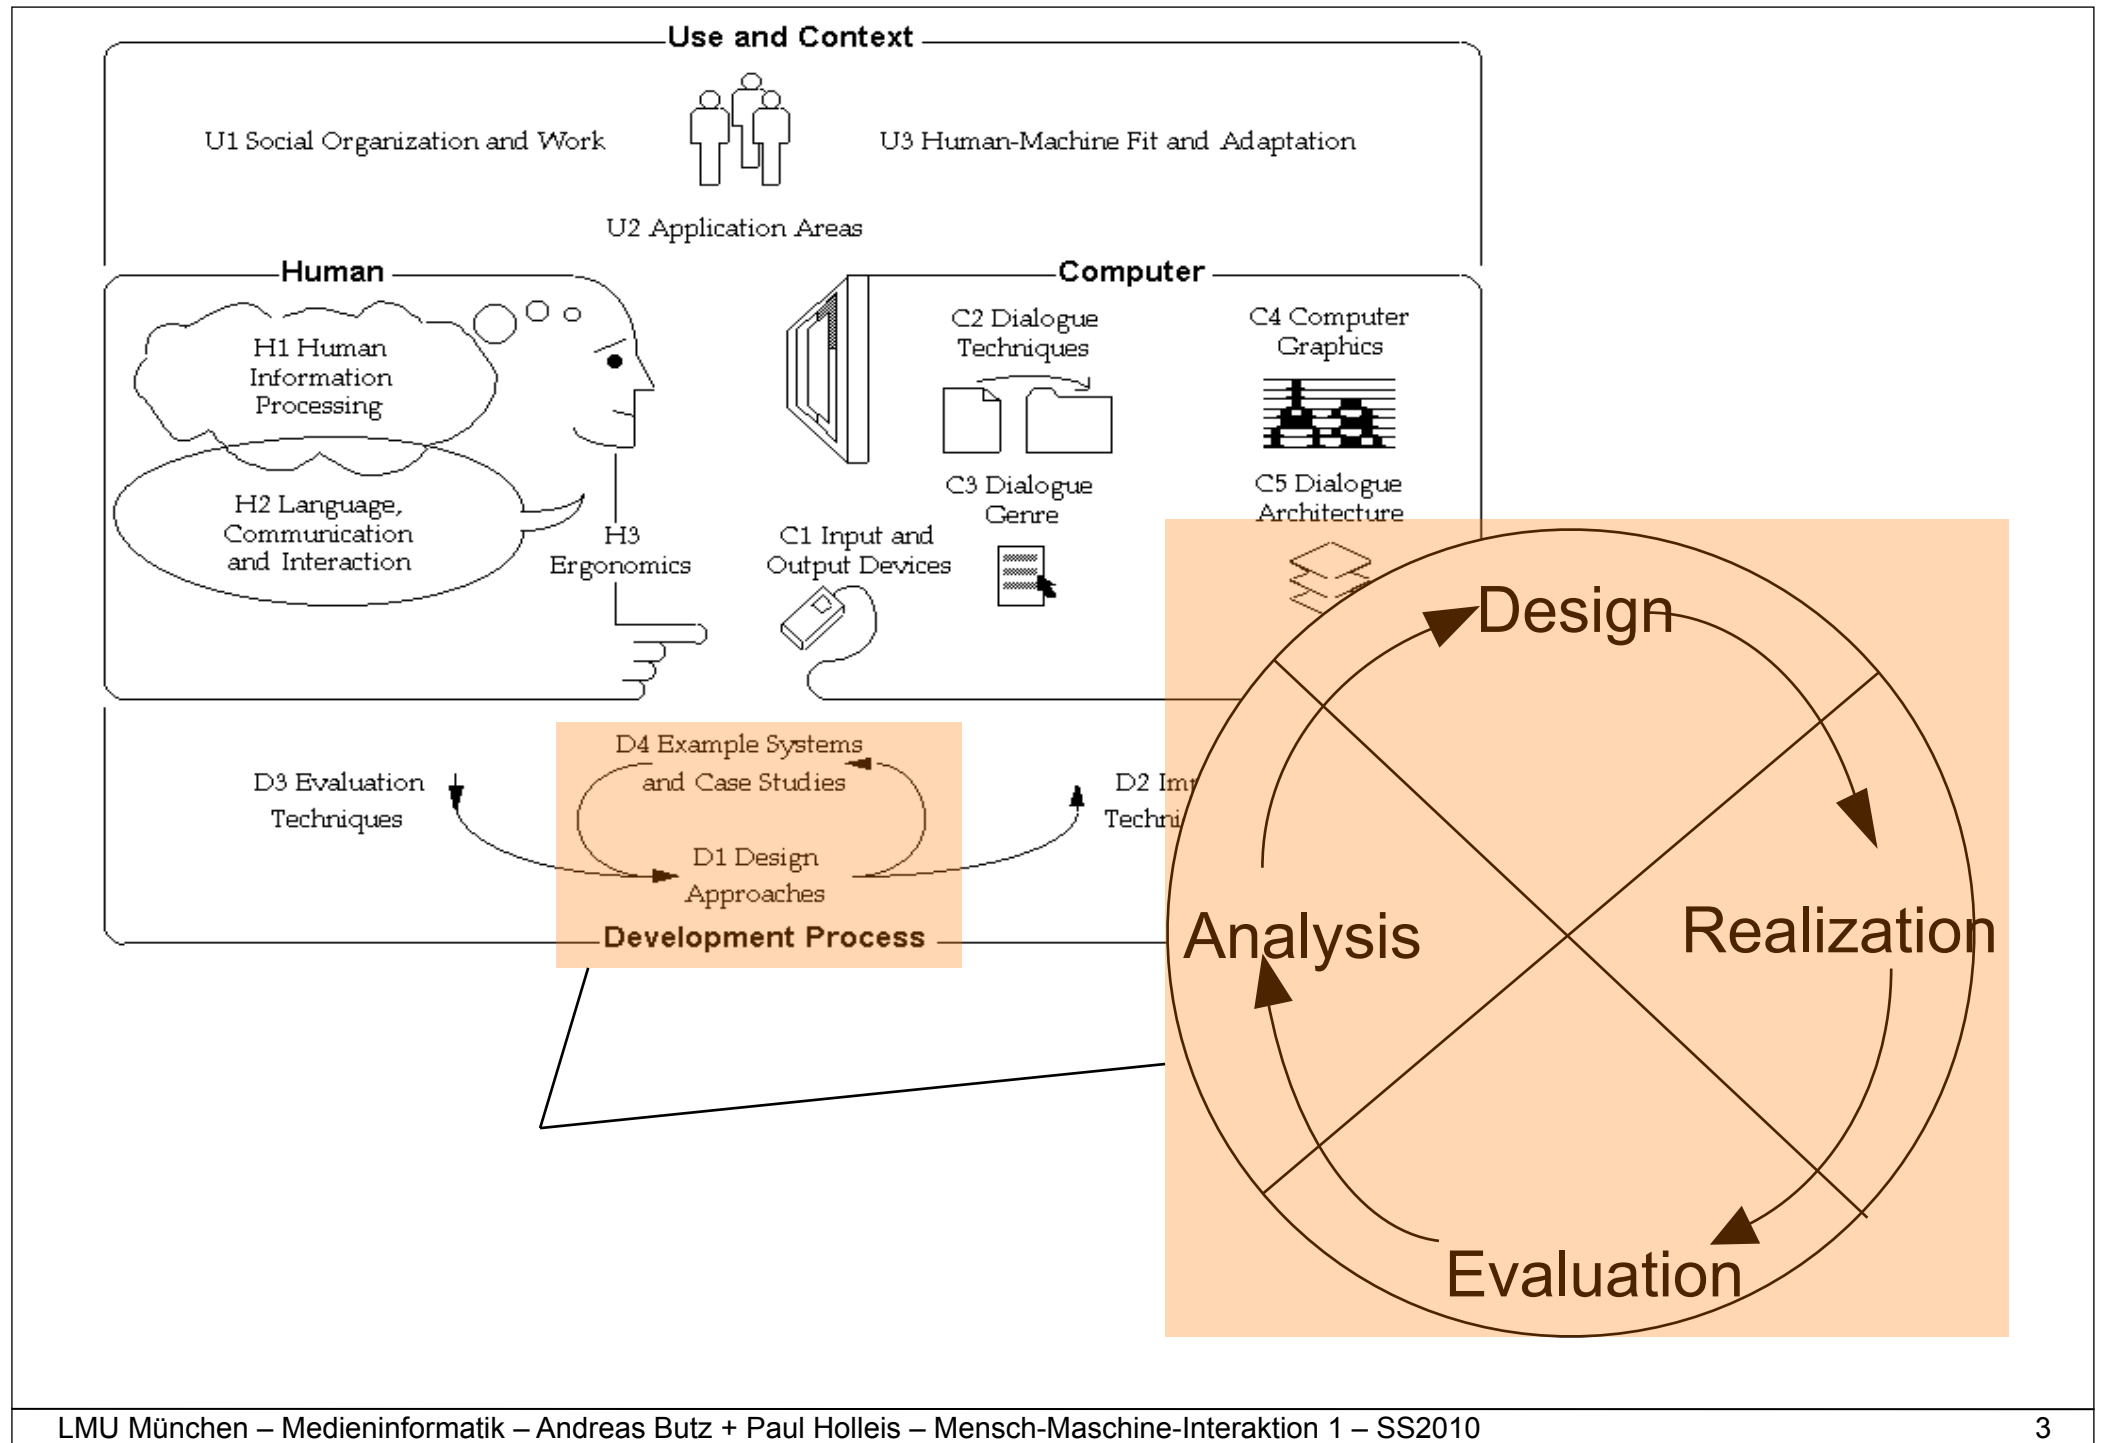 Use and Context
U1 Social Organization and Work
U3 Human-Machine Fit and Adaptation
U2 Application Areas
Human
H1 Human
Information
Processing
H2 Language,
Communication
and Interaction
H3
Ergonomics
Computer
C2 Dialogue
Techniques
C4 Computer
Graphics
C3 Dialogue
Genre
C5 Dialogue
Architecture
C1 Input and
Output Devices
D3 Evaluation
Techniques
D4 Example Systems
and Case Studies
D1 Design
Approaches
D2
Development Process
Design
Realization
Evaluation
Analysis
LMU München – Medieninformatik – Andreas Butz + Paul Holleis – Mensch-Maschine-Interaktion 1 – SS2010
3